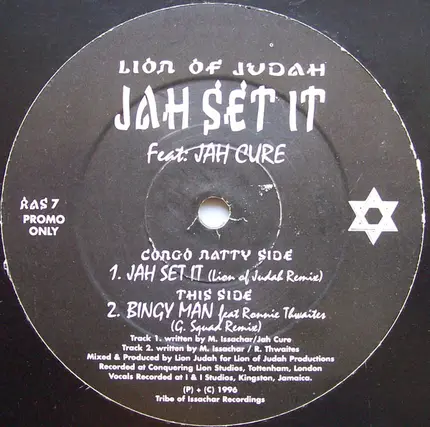 LION OF JUDAH
JAH SET IT
Feat: JAH CURE
RAS 7
PROMO
ONLY
CONGO NATTY SIDE
1. JAH SET IT (Lion of Judah Remix)
THIS SIDE
2. BINGY MAN feat Ronnie Thwaites
(G. Squad Remix)
Track 1. written by M. Issachar/Jah Cure
Track 2. written by M. Issachar / R. Thwaites
Mixed & Produced by Lion Judah for Lion of Judah Productions
Recorded at Conquering Lion Studios, Tottenham, London
Vocals Recorded at I & I Studios, Kingston, Jamaica.
(P) + (C) 1996
Tribe of Issachar Recordings